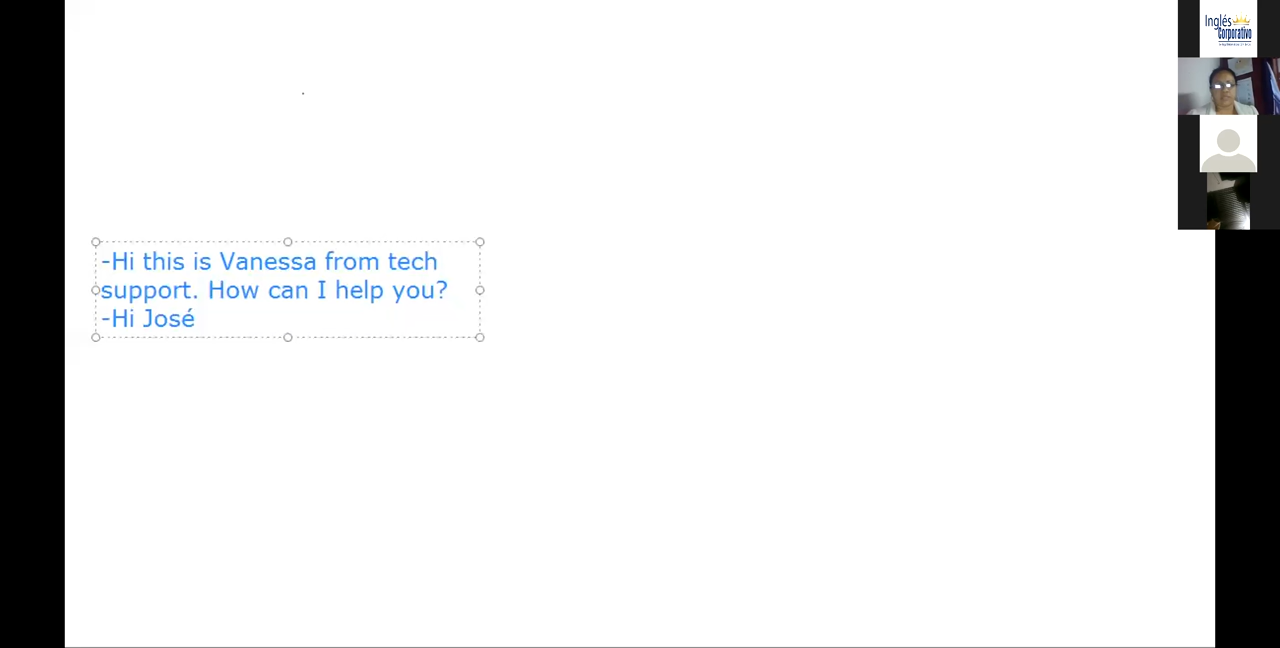 Inglés
Corporativo
-Hi this is Vanessa from tech
support. How can I help you?
-Hi José